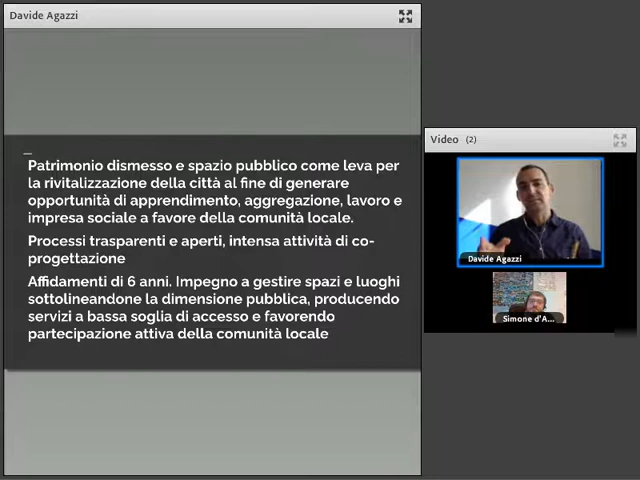 Davide Agazzi
Patrimonio dismesso e spazio pubblico come leva per
la rivitalizzazione della città al fine di generare
opportunità di apprendimento, aggregazione, lavoro e
impresa sociale a favore della comunità locale.
Processi trasparenti e aperti, intensa attività di co-
progettazione
Affidamenti di 6 anni. Impegno a gestire spazi e luoghi
sottolineandone la dimensione pubblica, producendo
servizi a bassa soglia di accesso e favorendo
partecipazione attiva della comunità locale
Video (2)
Davide Agazzi
Simone d'A...